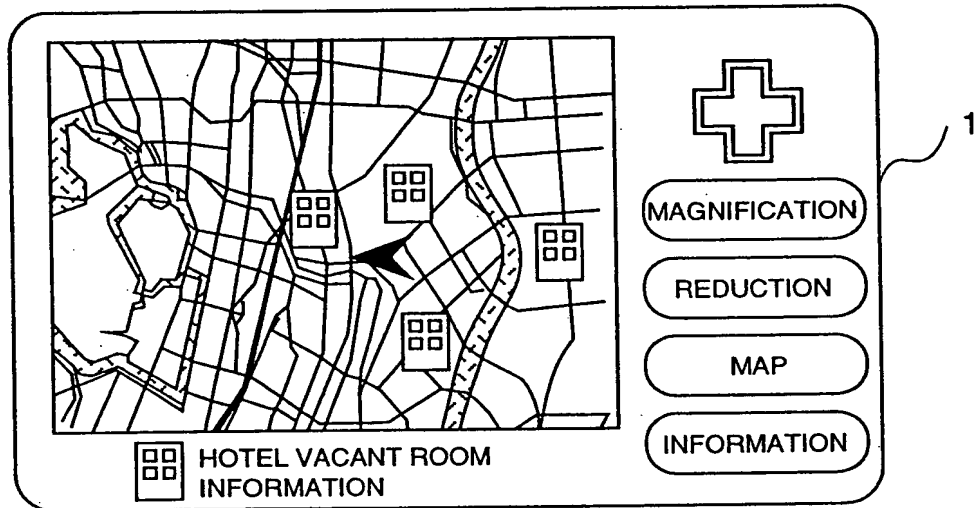 1
MAGNIFICATION
REDUCTION
MAP
INFORMATION
HOTEL VACANT ROOM
INFORMATION